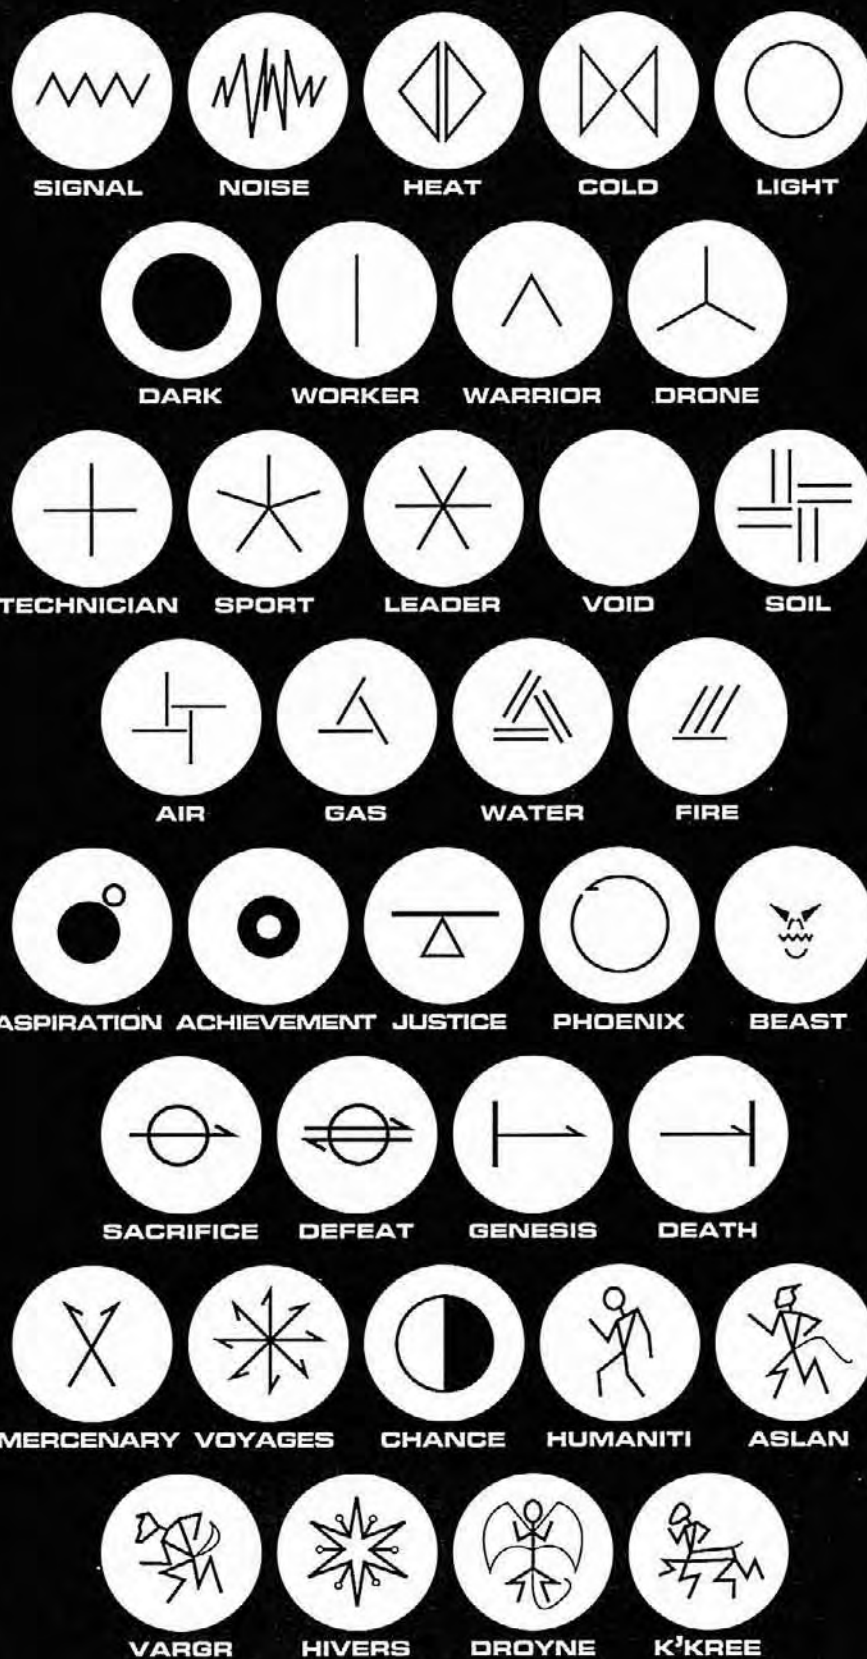 SIGNAL NOISE HEAT COLD LIGHT
DARK WORKER WARRIOR DRONE
TECHNICIAN SPORT LEADER VOID SOIL
AIR GAS WATER FIRE
ASPIRATION ACHIEVEMENT JUSTICE PHOENIX BEAST
SACRIFICE DEFEAT GENESIS DEATH
MERCENARY VOYAGES CHANCE HUMANITI ASLAN
VARGR HIVERS DROYNE K'KREE